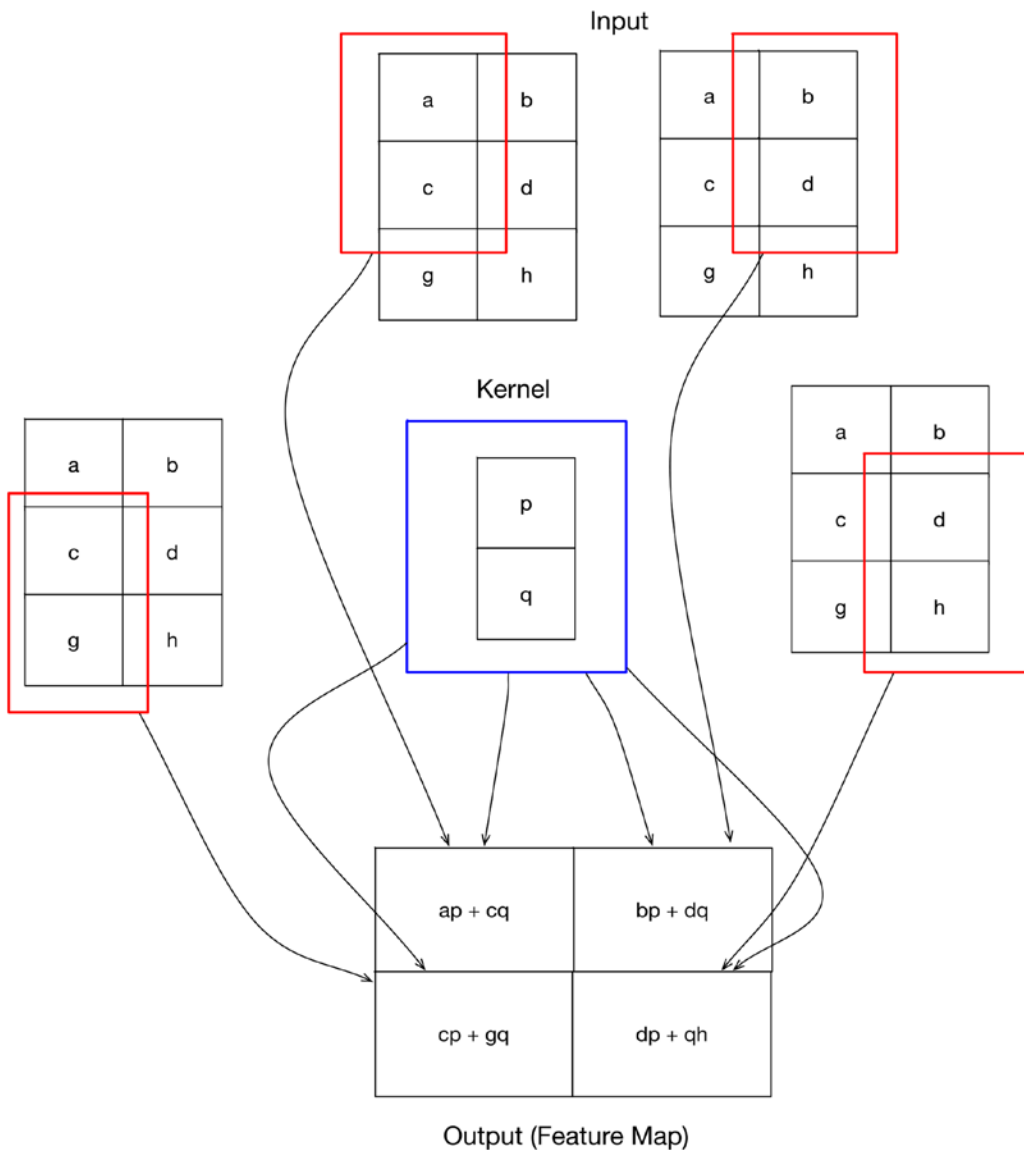 Input
a b
c d
g h
a b
c d
g h
Kernel
p
q
a b
c d
g h
a b
c d
g h
ap + cq
bp + dq
cp + gq
dp + qh
Output (Feature Map)